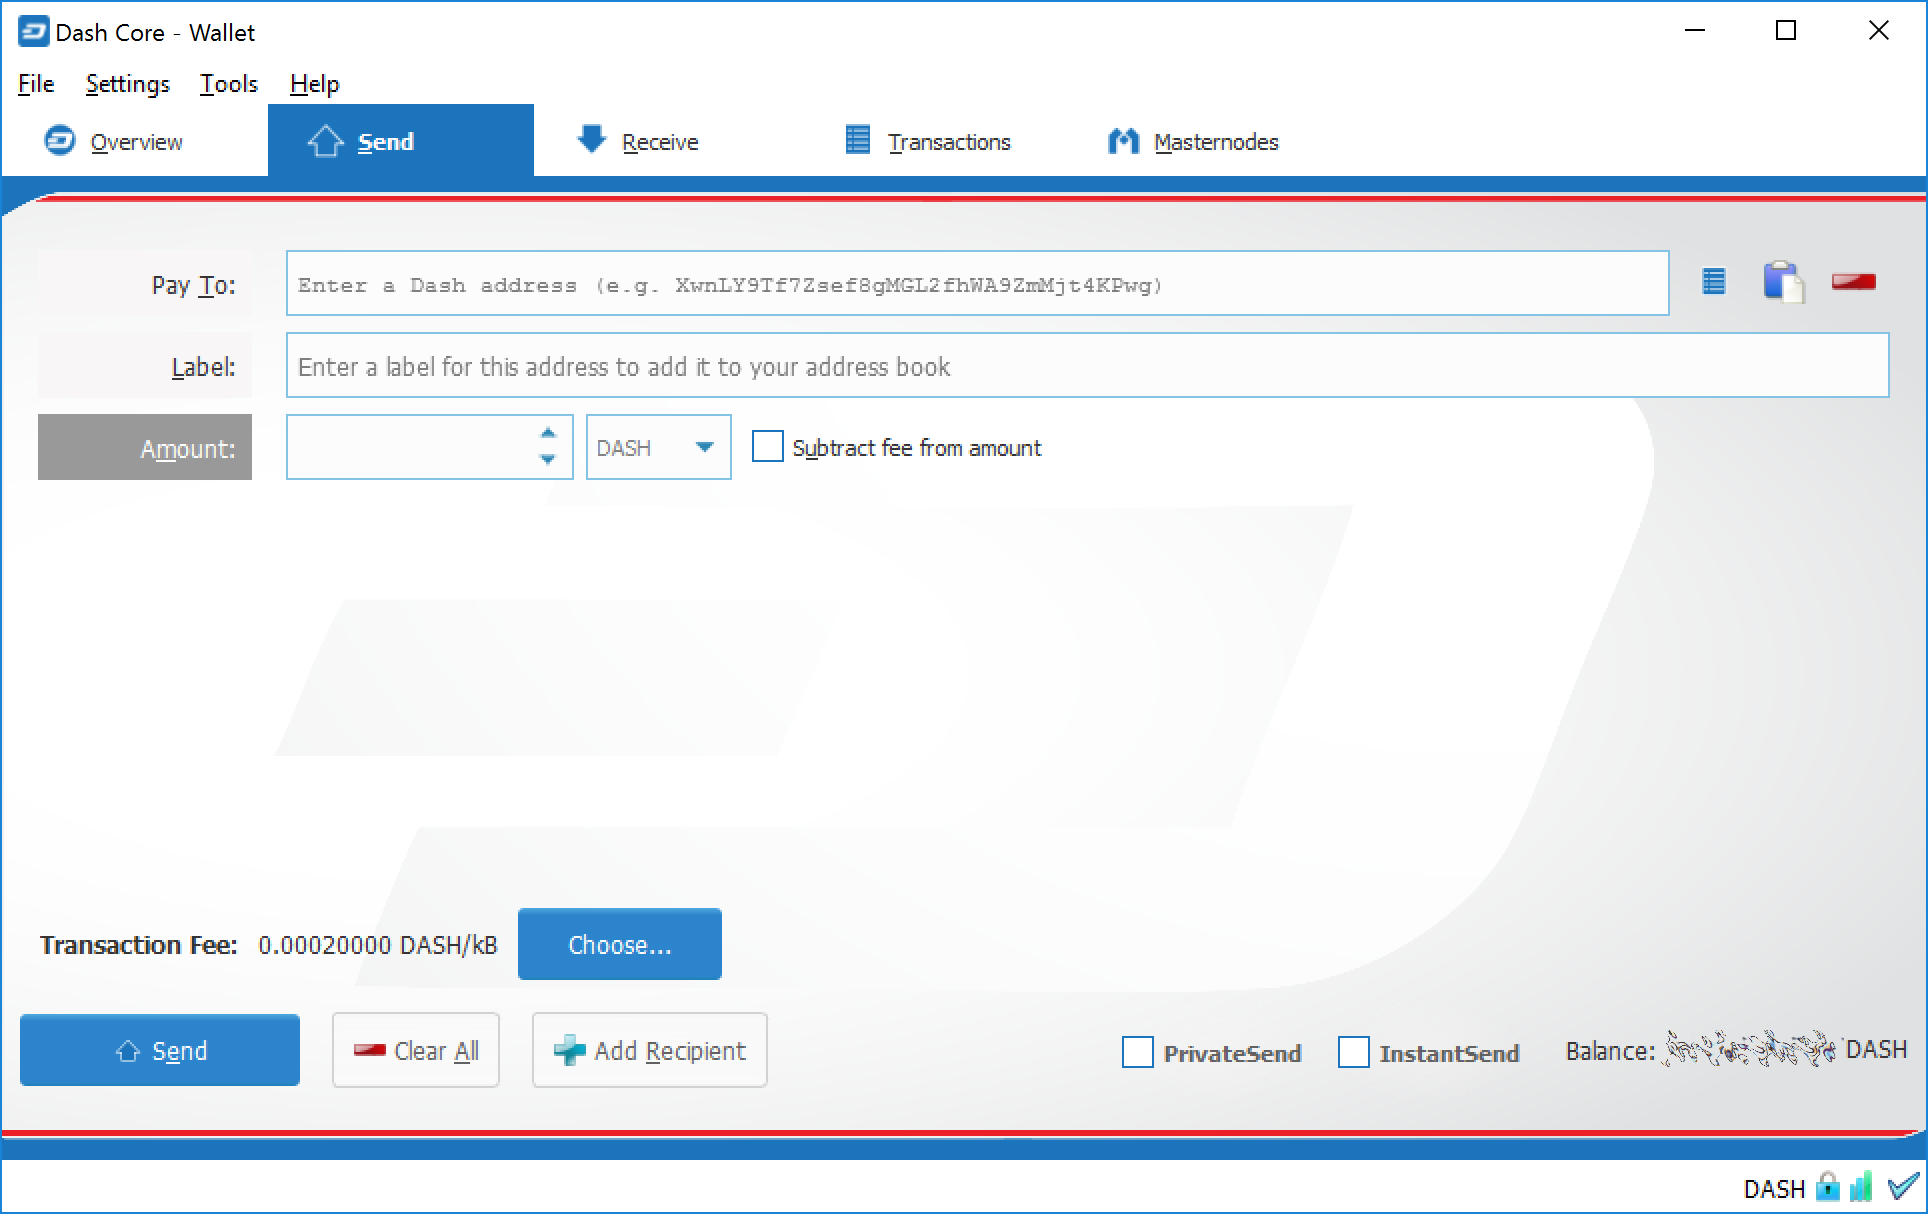 Dash Core - Wallet
File Settings Tools Help
Overview Send Receive Transactions Masternodes
Pay To: Enter a Dash address (e.g. XwnLY9Tf7Zsef8gMGL2fhWA9ZmMjt4KPwg)
Label: Enter a label for this address to add it to your address book
Amount: DASH Subtract fee from amount
Transaction Fee: 0.00020000 DASH/kB Choose...
Send Clear All Add Recipient PrivateSend InstantSend Balance: DASH
DASH